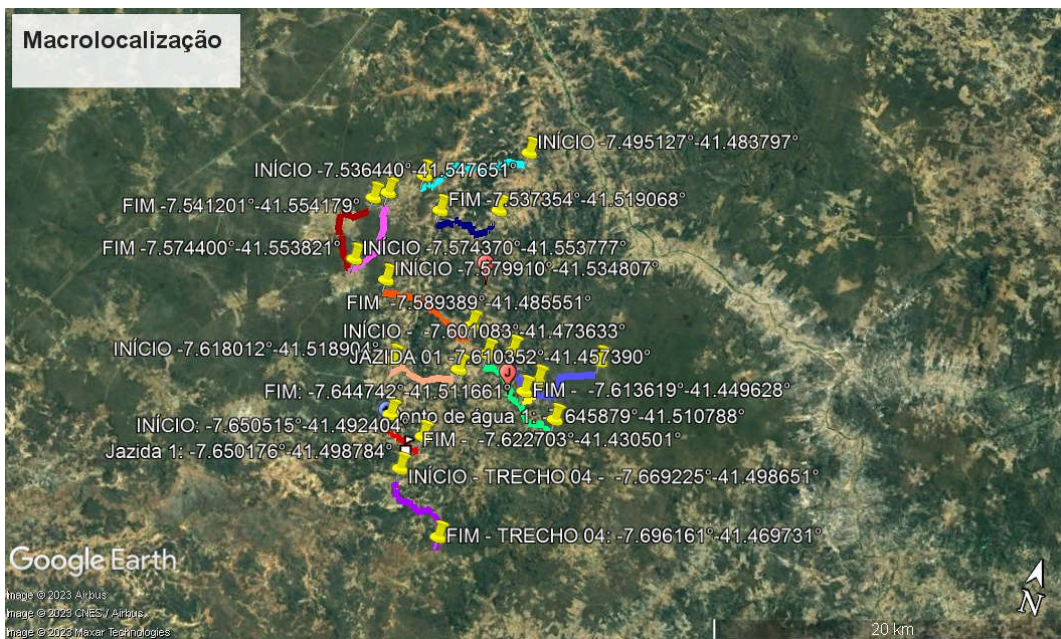 Macrolocalização
INÍCIO -7.495127°-41.483797°
INÍCIO -7.536440°-41.547651°
FIM -7.541201°-41.554179°
FIM -7.537354°-41.519068°
FIM -7.574400°-41.553821°
INÍCIO -7.574370°-41.553777°
INÍCIO -7.579910°-41.534807°
FIM -7.589389°-41.485551°
INÍCIO - -7.601083°-41.473633°
INÍCIO -7.618012°-41.518904°
JAZIDA 01 -7.610352°-41.457390°
FIM: -7.644742°-41.511661°
FIM - -7.613619°-41.449628°
onto de água 1: -7.645879°-41.510788°
INÍCIO: -7.650515°-41.492404°
FIM - -7.622703°-41.430501°
Jazida 1: -7.650176°-41.498784°
INÍCIO - TRECHO 04 - -7.669225°-41.498651°
FIM - TRECHO 04: -7.696161°-41.469731°
J
Google Earth
Image © 2023 Airbus
Image © 2023 CNES / Airbus
Image © 2023 Maxar Technologies
N
20 km